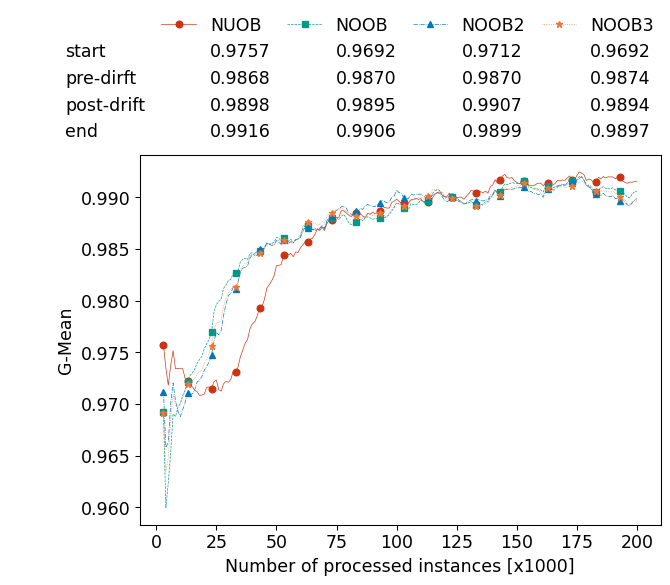 NUOB NOOB NOOB2 NOOB3
start 0.9757 0.9692 0.9712 0.9692
pre-dirft 0.9868 0.9870 0.9870 0.9874
post-drift 0.9898 0.9895 0.9907 0.9894
end 0.9916 0.9906 0.9899 0.9897
0.990
0.985
0.980
0.975
0.970
0.965
0.960
G-Mean
0 25 50 75 100 125 150 175 200
Number of processed instances [x1000]